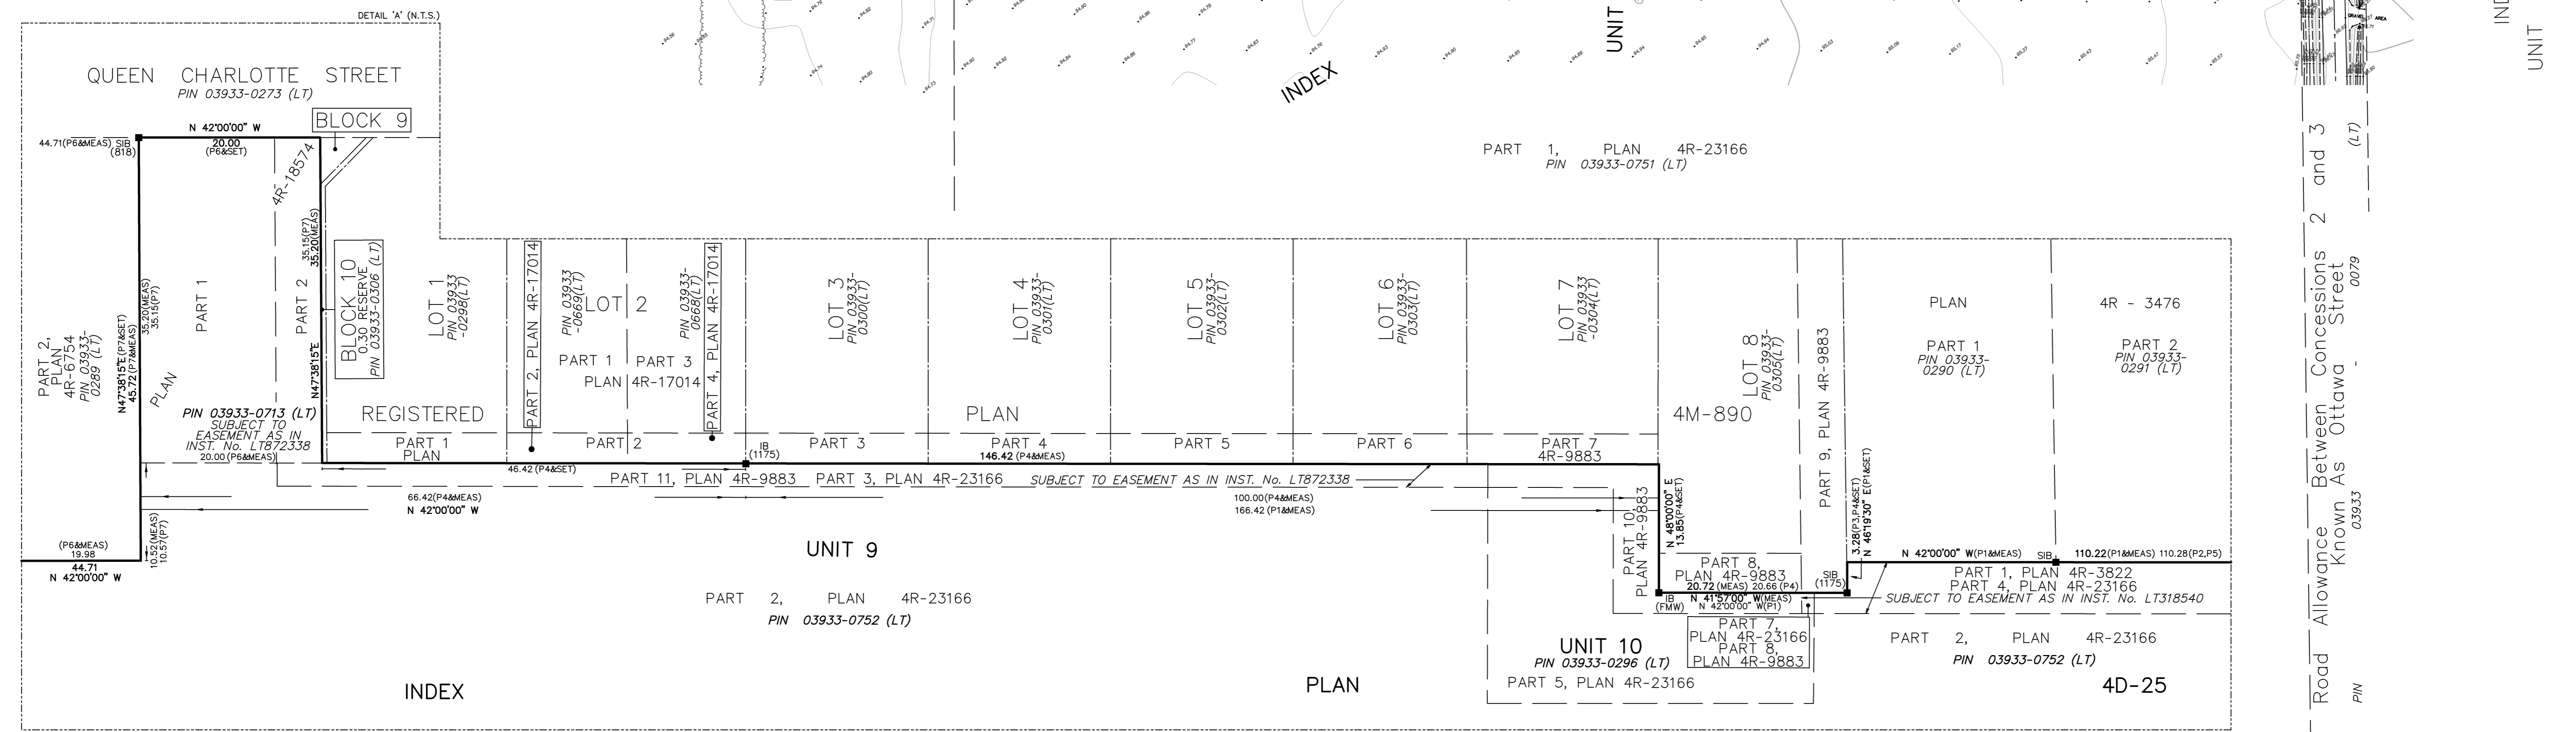 DETAIL 'A' (N.T.S.)
QUEEN CHARLOTTE STREET
PIN 03933-0273 (LT)
BLOCK 9
N 42°00'00" W
20.00
(P6&SET)
44.71(P6&MEAS) SIB
(818)
4R-18574
PART 1
PART 2
PLAN
35.15(P7)
35.20(MEAS)
N47°38'15"E
35.20(MEAS)
35.15(P7)
N47°38'15"E(P7&SET)
45.72(P7&MEAS)
PART 2,
PLAN
4R-6754
PIN 03933-
0289 (LT)
PIN 03933-0713 (LT)
SUBJECT TO
EASEMENT AS IN
INST. No. LT872338
20.00(P6&MEAS)
BLOCK 10
0.30 RESERVE
PIN 03933-0306 (LT)
LOT 1
PIN 03933
-0298(LT)
PART 2, PLAN 4R-17014
PIN 03933
-0669(LT)
LOT 2
PIN 03933-
0668(LT)
PART 4, PLAN 4R-17014
PART 1 PART 3
PLAN 4R-17014
LOT 3
PIN 03933-
0300(LT)
LOT 4
PIN 03933-
0301(LT)
LOT 5
PIN 03933-
0302(LT)
LOT 6
PIN 03933-
0303(LT)
LOT 7
PIN 03933
-0304(LT)
LOT 8
PIN 03933-
0305(LT)
PART 9, PLAN 4R-9883
REGISTERED PLAN 4M-890
PART 1
PLAN
PART 2
IB
(1175)
PART 3
PART 4
146.42 (P4&MEAS)
PART 5
PART 6
PART 7
4R-9883
46.42 (P4&SET)
PART 11, PLAN 4R-9883 PART 3, PLAN 4R-23166
SUBJECT TO EASEMENT AS IN INST. No. LT872338
66.42(P4&MEAS)
N 42°00'00" W
100.00(P4&MEAS)
166.42 (P1&MEAS)
10.52(MEAS)
10.57(P7)
(P6&MEAS)
19.98
44.71
N 42°00'00" W
UNIT 9
PART 2, PLAN 4R-23166
PIN 03933-0752 (LT)
PART 10,
PLAN 4R-9883
N 48°00'00" E
13.85(P4&SET)
PART 8,
PLAN 4R-9883
20.72 (MEAS) 20.66 (P4)
IB
(FMW)
N 41°57'00" W(MEAS)
N 42°00'00" W(P1)
SIB
(1175)
3.28(P3,P4&SET)
N 46°19'30" E(P1&SET)
PART 7,
PLAN 4R-23166
PART 8,
PLAN 4R-9883
UNIT 10
PIN 03933-0296 (LT)
PART 5, PLAN 4R-23166
PLAN 4R - 3476
PART 1
PIN 03933-
0290 (LT)
PART 2
PIN 03933-
0291 (LT)
N 42°00'00" W(P1&MEAS)
SIB
110.22(P1&MEAS) 110.28(P2,P5)
PART 1, PLAN 4R-3822
PART 4, PLAN 4R-23166
SUBJECT TO EASEMENT AS IN INST. No. LT318540
PART 2, PLAN 4R-23166
PIN 03933-0752 (LT)
INDEX PLAN 4D-25
INDEX
UNIT
PART 1, PLAN 4R-23166
PIN 03933-0751 (LT)
GRAVEL AREA
Road Allowance Between Concessions 2 and 3
Known As Ottawa Street
PIN 03933 - 0079 (LT)
UNIT